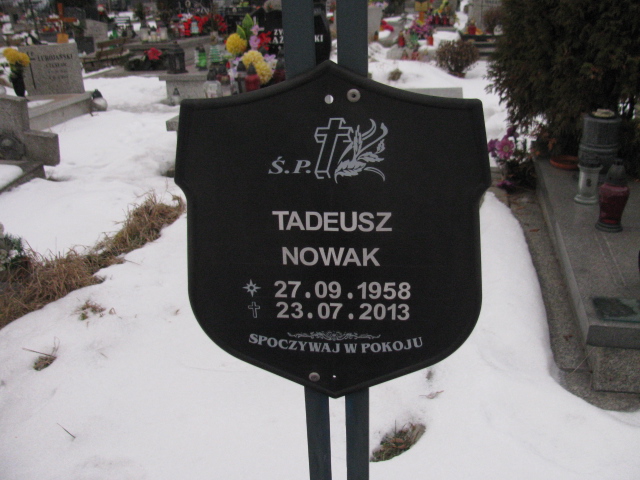 Ś.P.
TADEUSZ
NOWAK
27.09.1958
23.07.2013
SPOCZYWAJ W POKOJU